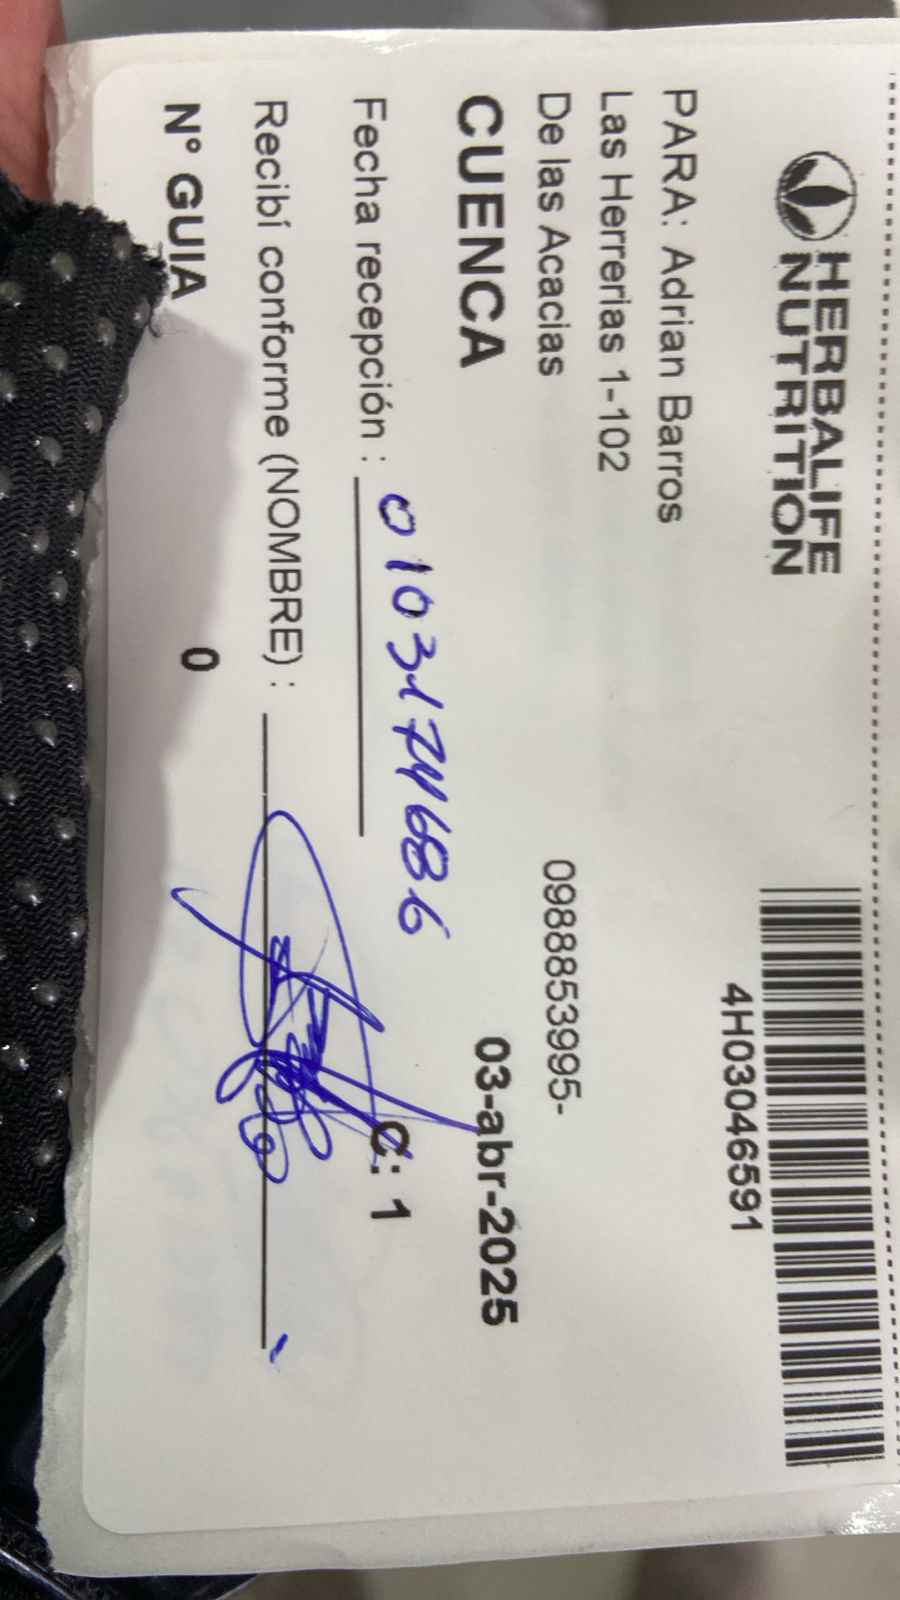 HERBALIFE
NUTRITION
4H03046591
PARA: Adrian Barros
Las Herrerias 1-102
De las Acacias 098853995-
CUENCA 03-abr-2025
Fecha recepción : 0103174686 C: 1
Recibí conforme (NOMBRE) :
N° GUIA 0